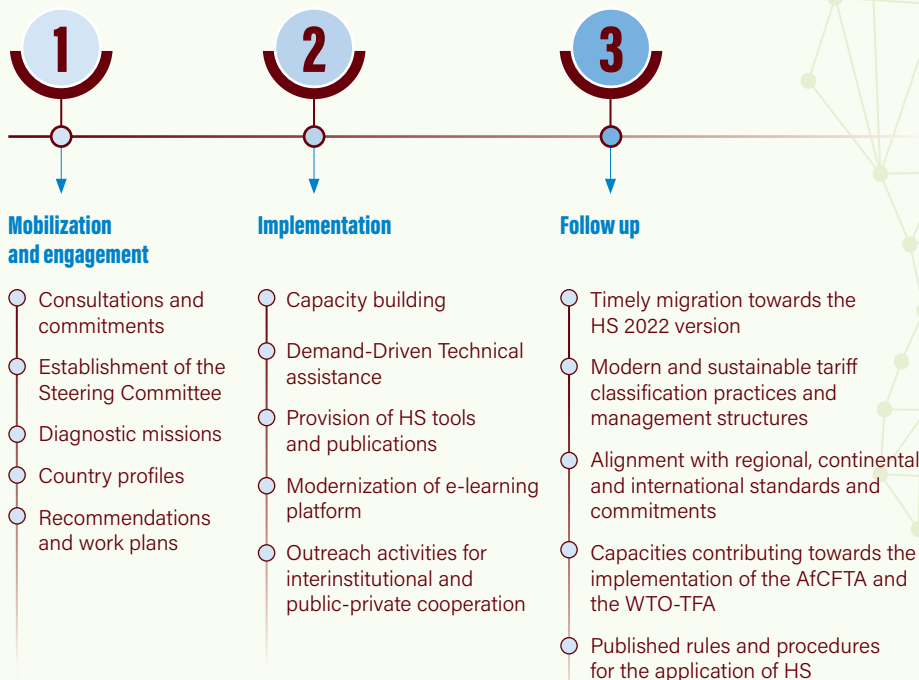 1
2
3
Mobilization
and engagement
Consultations and
commitments
Establishment of the
Steering Committee
Diagnostic missions
Country profiles
Recommendations
and work plans
Implementation
Capacity building
Demand-Driven Technical
assistance
Provision of HS tools
and publications
Modernization of e-learning
platform
Outreach activities for
interinstitutional and
public-private cooperation
Follow up
Timely migration towards the
HS 2022 version
Modern and sustainable tariff
classification practices and
management structures
Alignment with regional, continental
and international standards and
commitments
Capacities contributing towards the
implementation of the AfCFTA and
the WTO-TFA
Published rules and procedures
for the application of HS